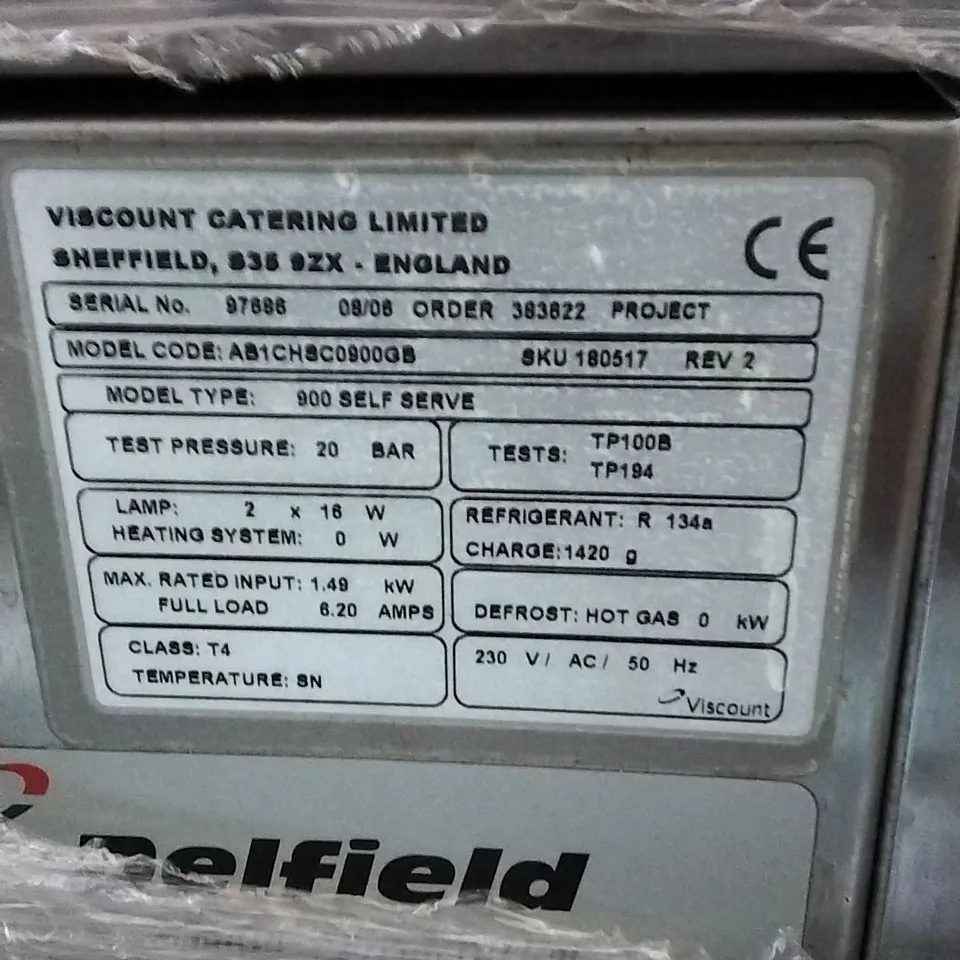 VISCOUNT CATERING LIMITED
SHEFFIELD, S35 9ZX - ENGLAND
CE
SERIAL No. 97686 08/06 ORDER 383622 PROJECT
MODEL CODE: AB1CHSC0900GB SKU 180517 REV 2
MODEL TYPE: 900 SELF SERVE
TEST PRESSURE: 20 BAR
TESTS: TP100B
TP194
LAMP: 2 x 16 W
HEATING SYSTEM: 0 W
REFRIGERANT: R 134a
CHARGE: 1420 g
MAX. RATED INPUT: 1.49 kW
FULL LOAD 6.20 AMPS
DEFROST: HOT GAS 0 kW
CLASS: T4
TEMPERATURE: SN
230 V/ AC/ 50 Hz
Viscount